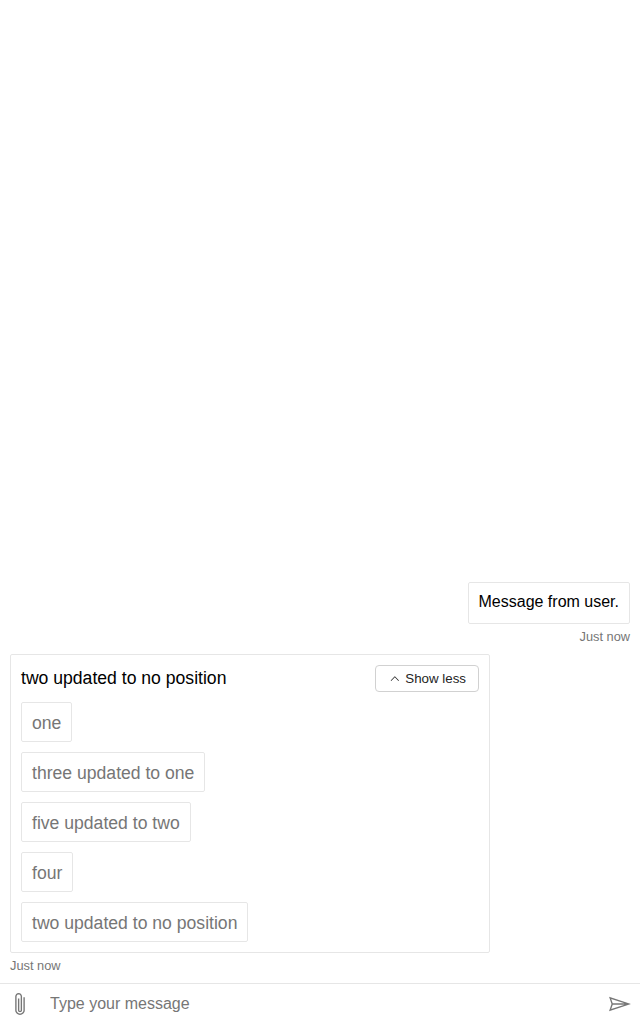 Message from user.
Just now
two updated to no position
Show less
one
three updated to one
five updated to two
four
two updated to no position
Just now
Type your message